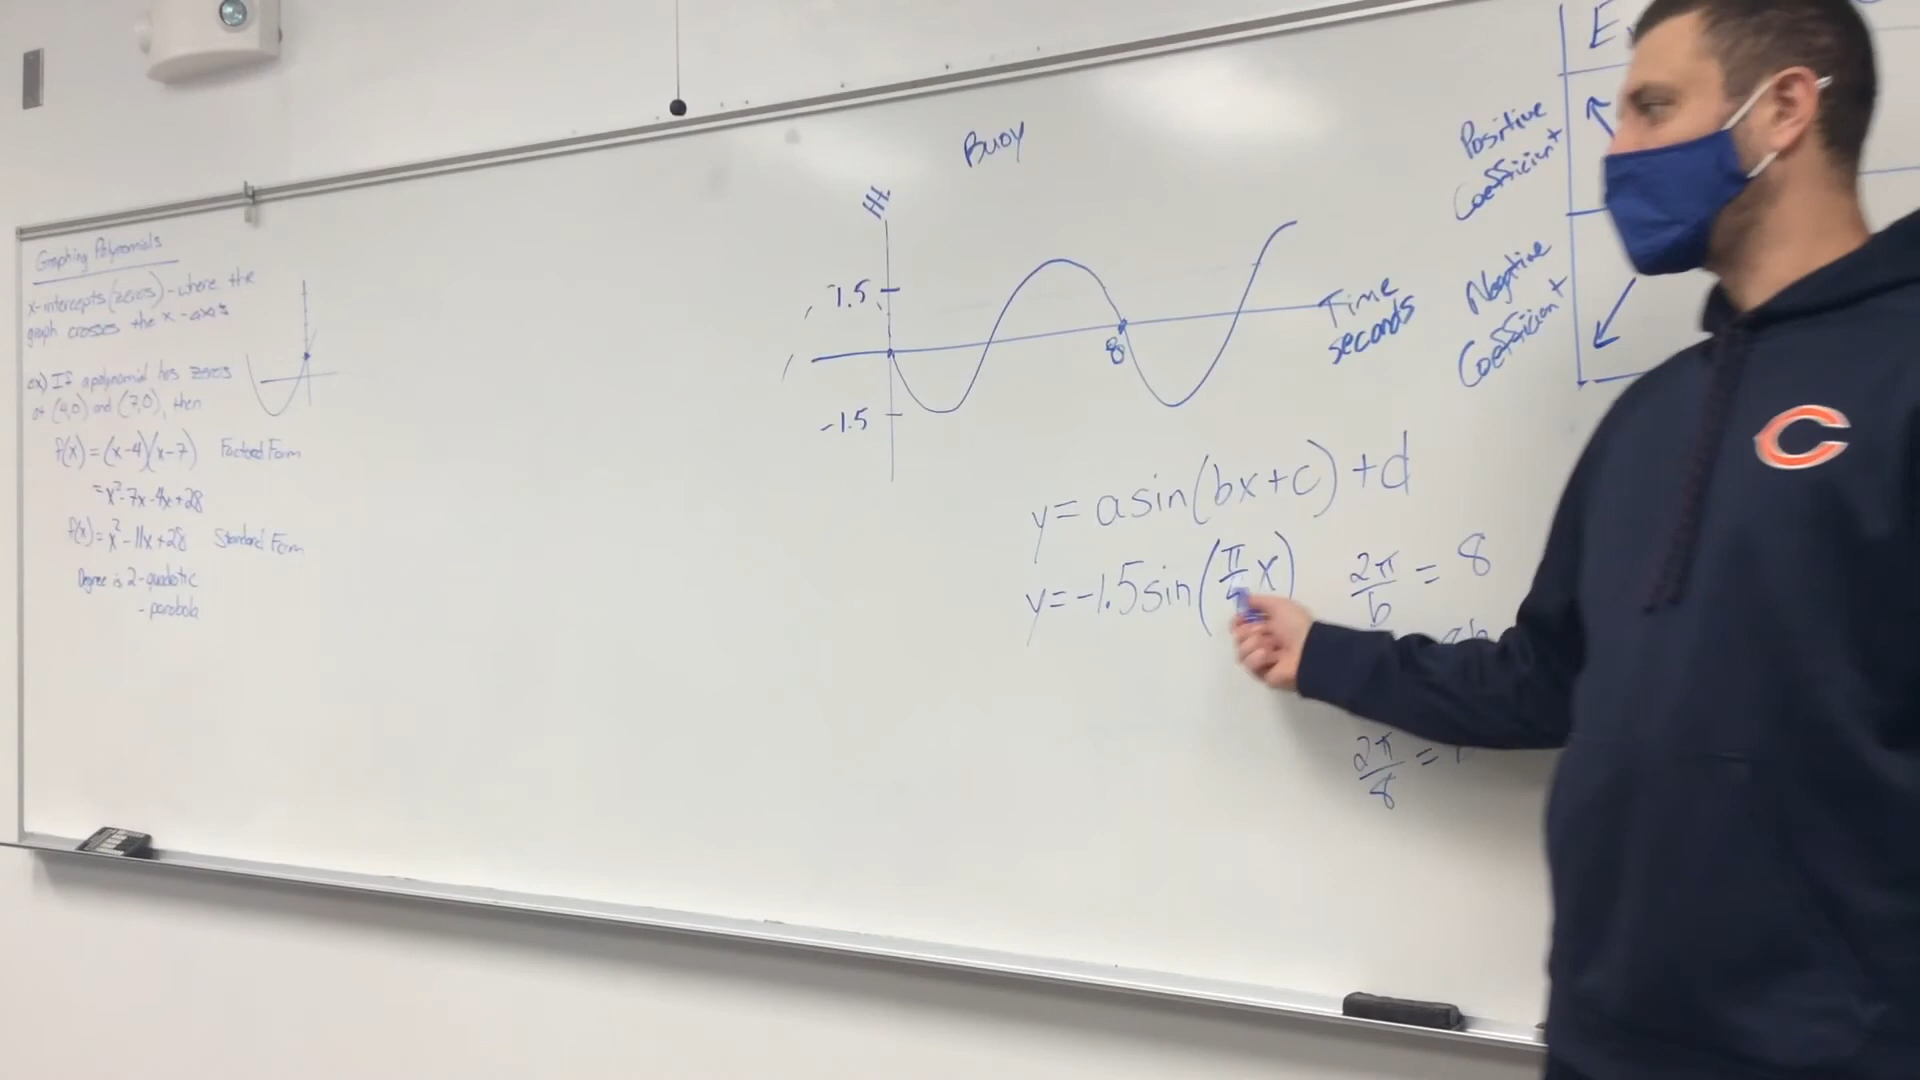 Graphing Polynomials
x-intercepts (zeros) - where the
graph crosses the x-axis
ex) If a polynomial has zeros
at (4,0) and (7,0), then
f(x) = (x-4)(x-7) Factored Form
= x²-7x-4x+28
f(x) = x²-11x+28 Standard Form
Degree is 2 - quadratic
- parabola
Buoy
Ht.
1.5
-1.5
8
Time
seconds
y = a sin(bx+c) + d
y = -1.5 sin(π x)
2π/b = 8
8b
2π/8 =
Positive
Coefficient
Negative
Coefficient
E
C